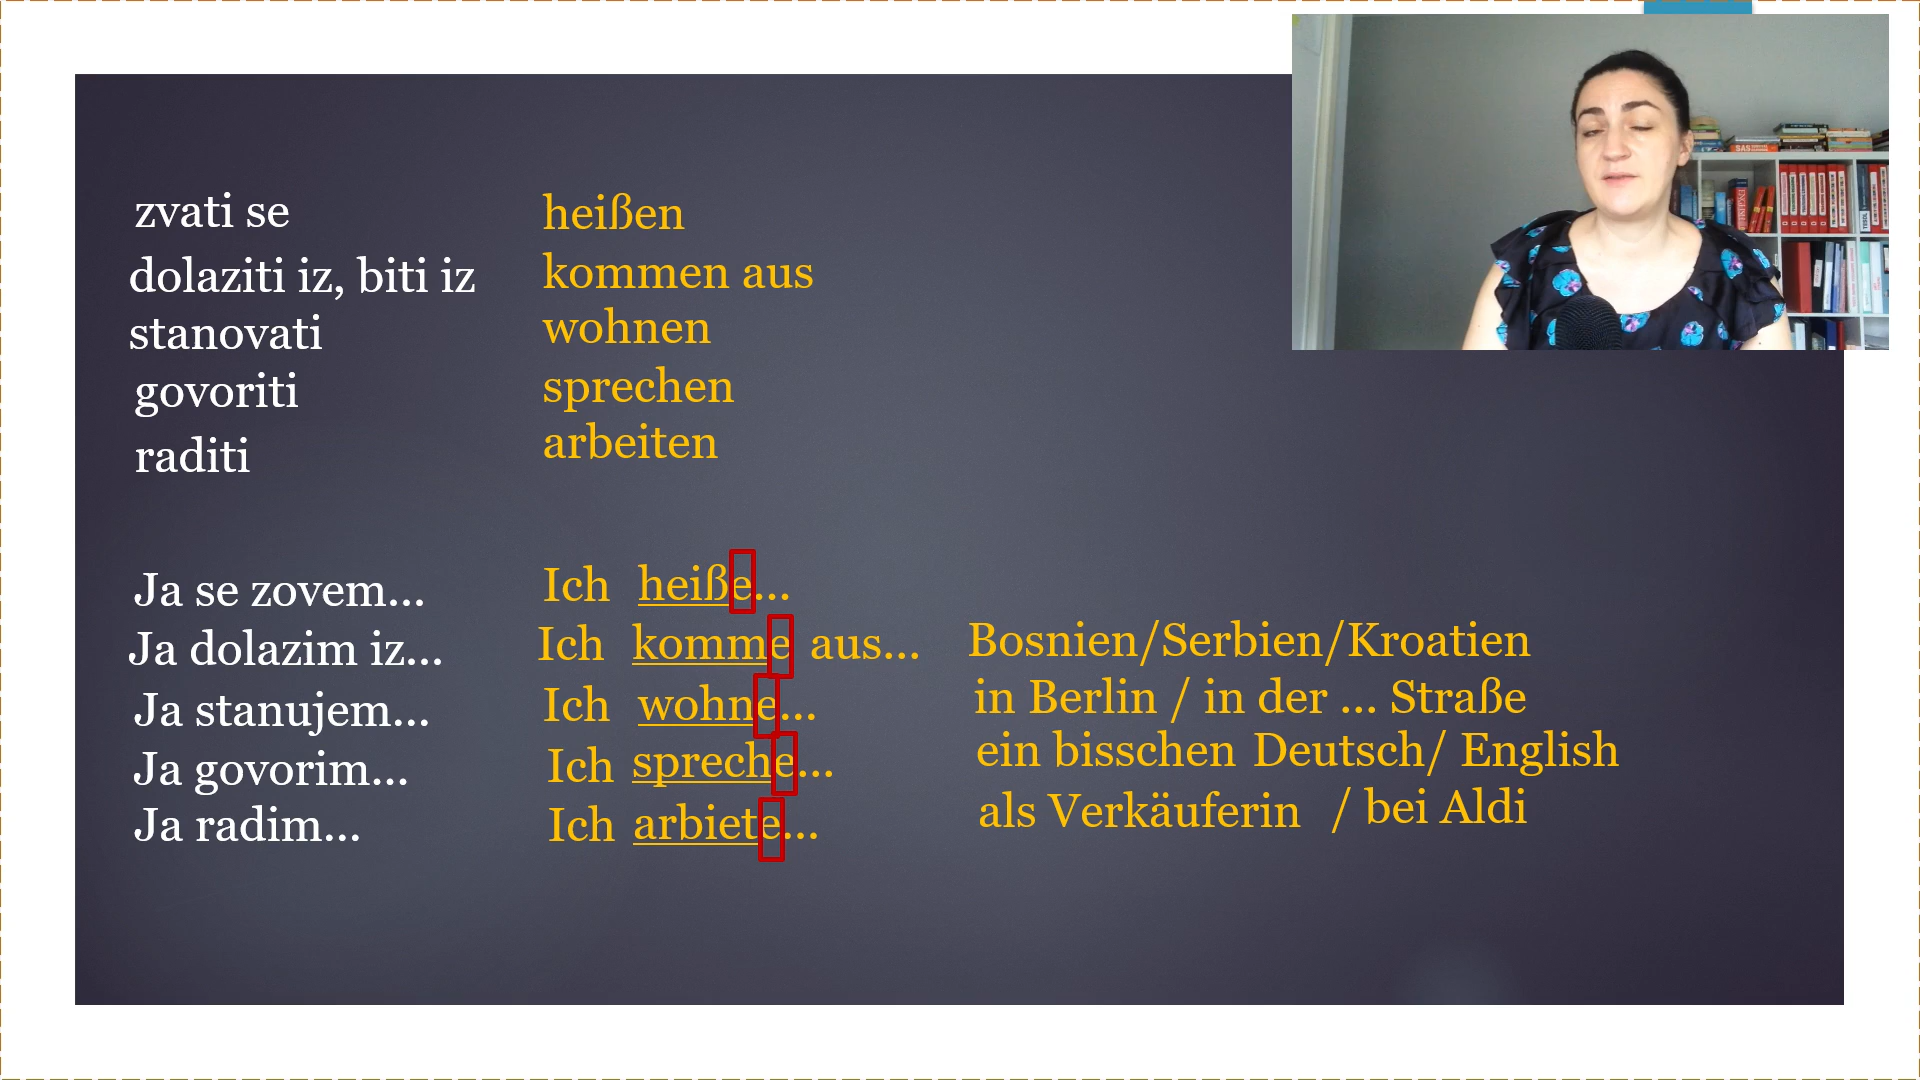 zvati se heißen
dolaziti iz, biti iz kommen aus
stanovati wohnen
govoriti sprechen
raditi arbeiten
Ja se zovem... Ich heiße...
Ja dolazim iz... Ich komme aus... Bosnien/Serbien/Kroatien
Ja stanujem... Ich wohne... in Berlin / in der ... Straße
Ja govorim... Ich spreche... ein bisschen Deutsch/ English
Ja radim... Ich arbiete... als Verkäuferin / bei Aldi
SAS